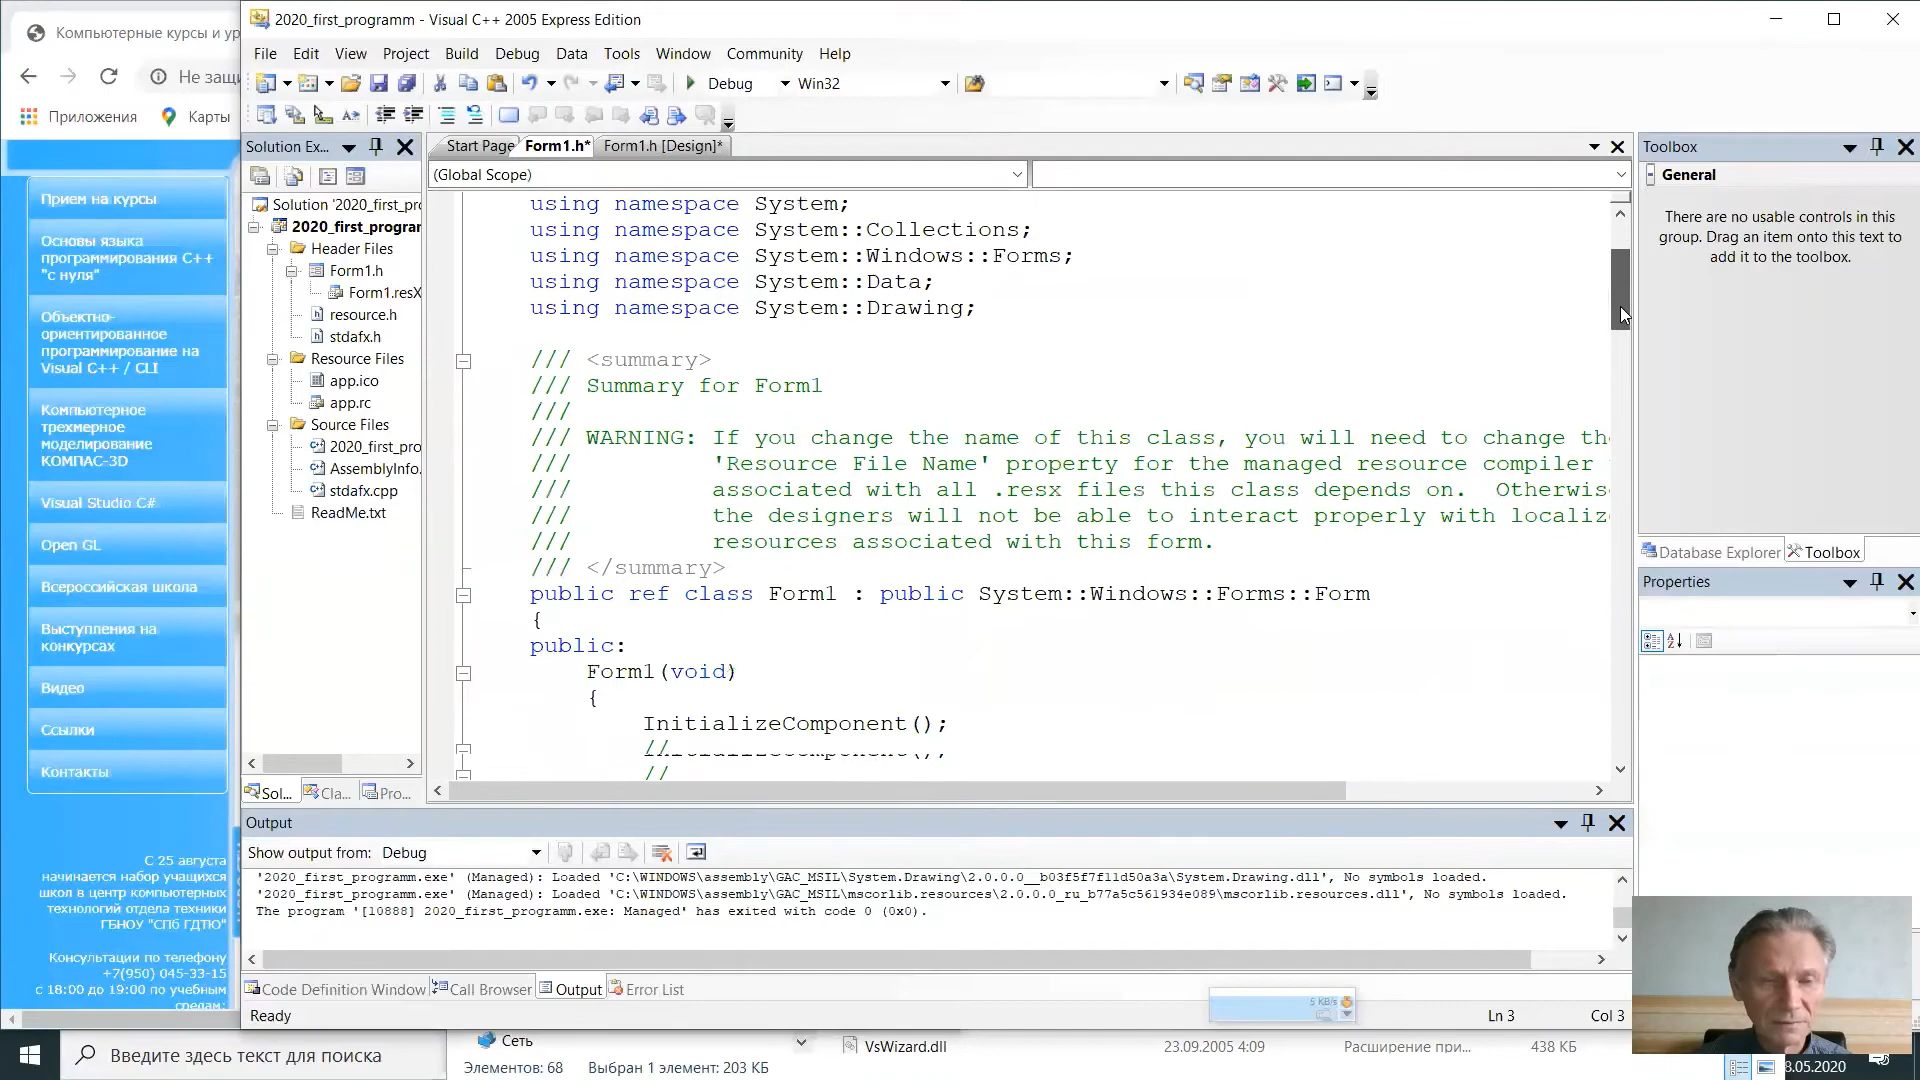 Компьютерные курсы и ур
2020_first_programm - Visual C++ 2005 Express Edition
File Edit View Project Build Debug Data Tools Window Community Help
Не защи
Debug
Win32
Приложения
Карты
Solution Ex...
Start Page
Form1.h*
Form1.h [Design]*
Toolbox
(Global Scope)
General
There are no usable controls in this
group. Drag an item onto this text to
add it to the toolbox.
Прием на курсы
Основы языка
программирования С++
"с нуля"
Объектно-
ориентированное
программирование на
Visual C++ / CLI
Компьютерное
трехмерное
моделирование
КОМПАС-3D
Visual Studio C#
Open GL
Всероссийская школа
Выступления на
конкурсах
Видео
Ссылки
Контакты
С 25 августа
начинается набор учащихся
школ в центр компьютерных
технологий отдела техники
ГБНОУ "СПб ГДТЮ"
Консультации по телефону
+7(950) 045-33-15
с 18:00 до 19:00 по учебным
средам:
Solution '2020_first_pro
2020_first_program
Header Files
Form1.h
Form1.resX
resource.h
stdafx.h
Resource Files
app.ico
app.rc
Source Files
2020_first_pro
AssemblyInfo.
stdafx.cpp
ReadMe.txt
Sol...
Cla...
Pro...
using namespace System;
using namespace System::Collections;
using namespace System::Windows::Forms;
using namespace System::Data;
using namespace System::Drawing;
/// <summary>
/// Summary for Form1
///
/// WARNING: If you change the name of this class, you will need to change th
/// 'Resource File Name' property for the managed resource compiler
/// associated with all .resx files this class depends on. Otherwis
/// the designers will not be able to interact properly with localiz
/// resources associated with this form.
/// </summary>
public ref class Form1 : public System::Windows::Forms::Form
{
public:
Form1(void)
{
InitializeComponent();
//
//
Database Explorer
Toolbox
Properties
Output
Show output from: Debug
'2020_first_programm.exe' (Managed): Loaded 'C:\WINDOWS\assembly\GAC_MSIL\System.Drawing\2.0.0.0__b03f5f7f11d50a3a\System.Drawing.dll', No symbols loaded.
'2020_first_programm.exe' (Managed): Loaded 'C:\WINDOWS\assembly\GAC_MSIL\mscorlib.resources\2.0.0.0_ru_b77a5c561934e089\mscorlib.resources.dll', No symbols loaded.
The program '[10888] 2020_first_programm.exe: Managed' has exited with code 0 (0x0).
Code Definition Window
Call Browser
Output
Error List
5 KB/s
Ready
Ln 3
Col 3
Введите здесь текст для поиска
Сеть
VsWizard.dll
23.09.2005 4:09
Расширение при...
438 КБ
Элементов: 68
Выбран 1 элемент: 203 КБ
8.05.2020